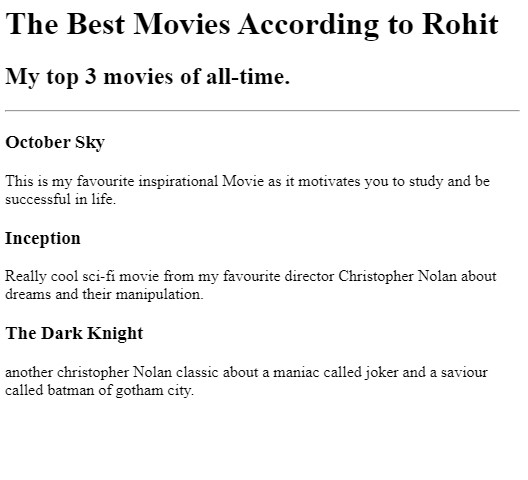 The Best Movies According to Rohit
My top 3 movies of all-time.
October Sky
This is my favourite inspirational Movie as it motivates you to study and be
successful in life.
Inception
Really cool sci-fi movie from my favourite director Christopher Nolan about
dreams and their manipulation.
The Dark Knight
another christopher Nolan classic about a maniac called joker and a saviour
called batman of gotham city.